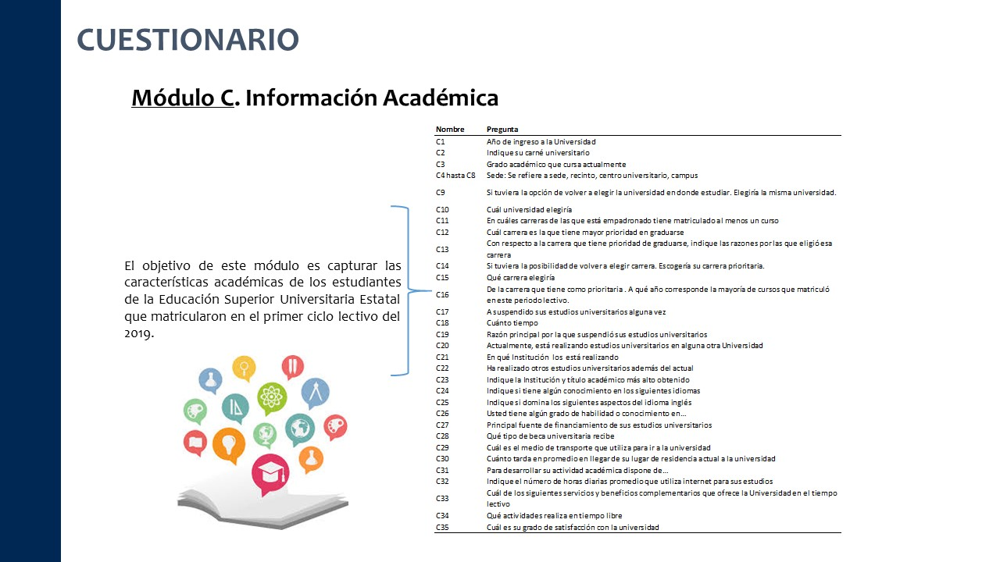 CUESTIONARIO
Módulo C. Información Académica
El objetivo de este módulo es capturar las
características académicas de los estudiantes
de la Educación Superior Universitaria Estatal
que matricularon en el primer ciclo lectivo del
2019.
Nombre Pregunta
C1 Año de ingreso a la Universidad
C2 Indique su carné universitario
C3 Grado académico que cursa actualmente
C4 hasta C8 Sede: Se refiere a sede, recinto, centro universitario, campus
C9 Si tuviera la opción de volver a elegir la universidad en donde estudiar. Elegiría la misma universidad.
C10 Cuál universidad elegiría
C11 En cuáles carreras de las que está empadronado tiene matriculado al menos un curso
C12 Cuál carrera es la que tiene mayor prioridad en graduarse
C13 Con respecto a la carrera que tiene prioridad de graduarse, indique las razones por las que eligió esa
carrera
C14 Si tuviera la posibilidad de volver a elegir carrera. Escogería su carrera prioritaria.
C15 Qué carrera elegiría
C16 De la carrera que tiene como prioritaria . A qué año corresponde la mayoría de cursos que matriculó
en este periodo lectivo.
C17 A suspendido sus estudios universitarios alguna vez
C18 Cuánto tiempo
C19 Razón principal por la que suspendió sus estudios universitarios
C20 Actualmente, está realizando estudios universitarios en alguna otra Universidad
C21 En qué Institución los está realizando
C22 Ha realizado otros estudios universitarios además del actual
C23 Indique la Institución y título académico más alto obtenido
C24 Indique si tiene algún conocimiento en los siguientes idiomas
C25 Indique si domina los siguientes aspectos del idioma inglés
C26 Usted tiene algún grado de habilidad o conocimiento en...
C27 Principal fuente de financiamiento de sus estudios universitarios
C28 Qué tipo de beca universitaria recibe
C29 Cuál es el medio de transporte que utiliza para ir a la universidad
C30 Cuánto tarda en promedio en llegar de su lugar de residencia actual a la universidad
C31 Para desarrollar su actividad académica dispone de...
C32 Indique el número de horas diarias promedio que utiliza internet para sus estudios
C33 Cuál de los siguientes servicios y beneficios complementarios que ofrece la Universidad en el tiempo
lectivo
C34 Qué actividades realiza en tiempo libre
C35 Cuál es su grado de satisfacción con la universidad